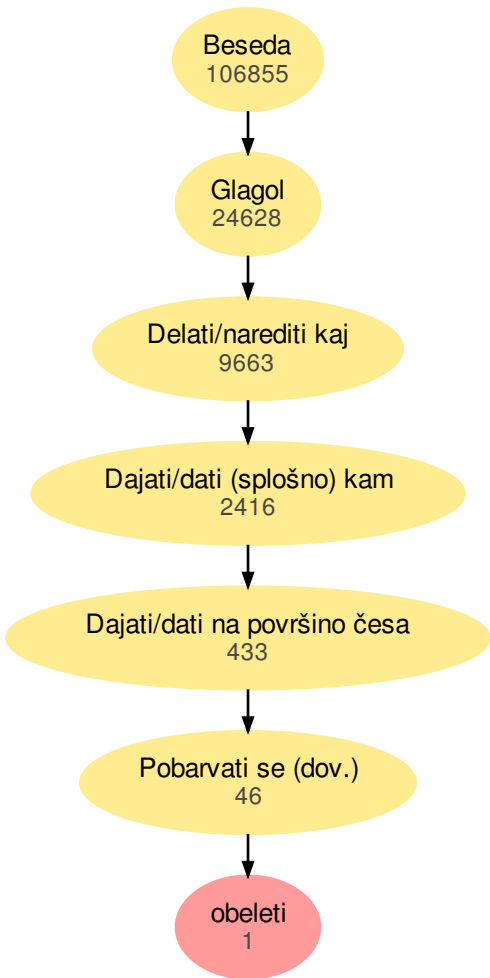 Beseda
106855
Glagol
24628
Delati/narediti kaj
9663
Dajati/dati (splošno) kam
2416
Dajati/dati na površino česa
433
Pobarvati se (dov.)
46
obeleti
1